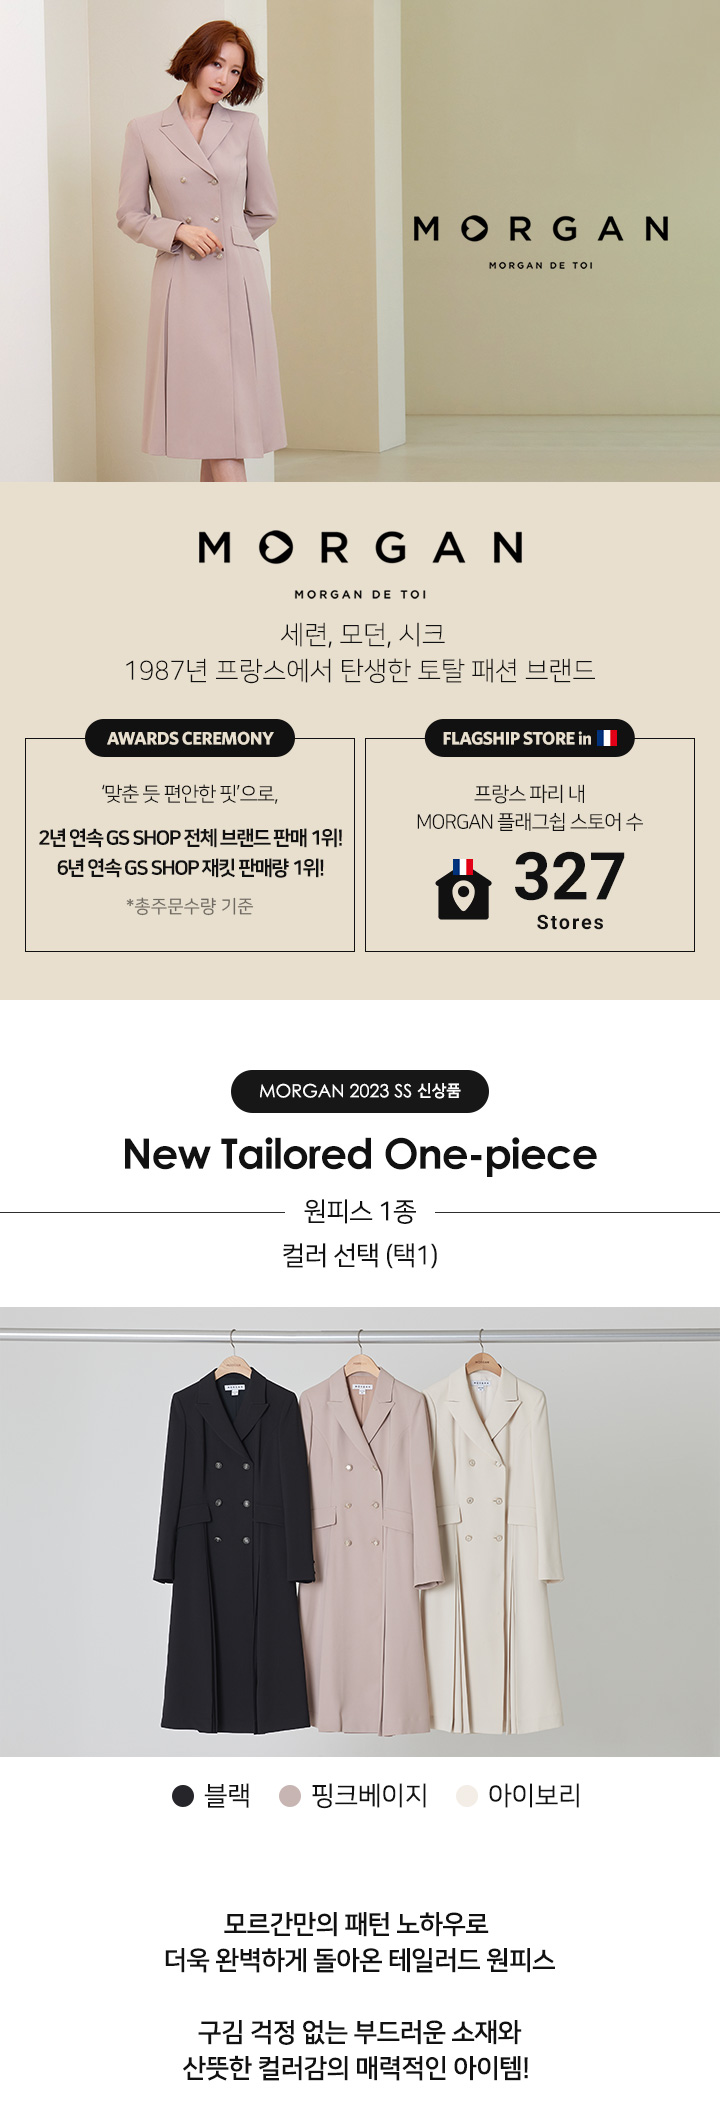 MORGAN
MORGAN DE TOI
MORGAN
MORGAN DE TOI
세련, 모던, 시크
1987년 프랑스에서 탄생한 토탈 패션 브랜드
AWARDS CEREMONY
‘맞춘 듯 편안한 핏’으로,
2년 연속 GS SHOP 전체 브랜드 판매 1위!
6년 연속 GS SHOP 재킷 판매량 1위!
*총주문수량 기준
FLAGSHIP STORE in
프랑스 파리 내
MORGAN 플래그쉽 스토어 수
327
Stores
MORGAN 2023 SS 신상품
New Tailored One-piece
원피스 1종
컬러 선택 (택1)
블랙
핑크베이지
아이보리
모르간만의 패턴 노하우로
더욱 완벽하게 돌아온 테일러드 원피스
구김 걱정 없는 부드러운 소재와
산뜻한 컬러감의 매력적인 아이템!